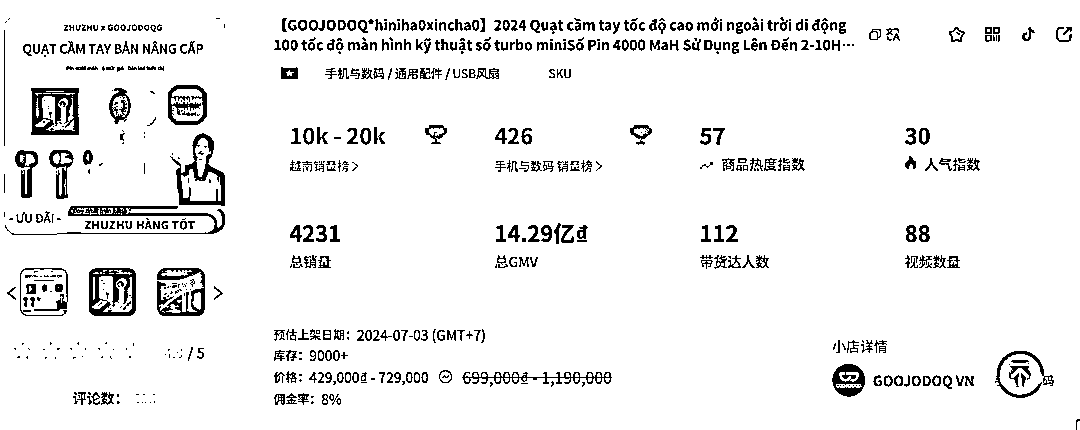 ZHUZHU x GOOJODOQ
QUẠT CẦM TAY BẢN NÂNG CẤP
- ƯU ĐÃI -
ZHUZHU HÀNG TỐT
/ 5
评论数：
【GOOJODOQ*hiniha0xincha0】2024 Quạt cầm tay tốc độ cao mới ngoài trời di động
100 tốc độ màn hình kỹ thuật số turbo miniSố Pin 4000 MaH Sử Dụng Lên Đến 2-10H···
手机与数码 / 通用配件 / USB风扇 SKU
10k - 20k 426 57 30
越南销量榜> 手机与数码 销量榜> 商品热度指数 人气指数
4231 14.29亿₫ 112 88
总销量 总GMV 带货达人数 视频数量
预估上架日期：2024-07-03 (GMT+7)
库存：9000+
价格：429,000₫ - 729,000 699,000₫ - 1,190,000
佣金率：8%
小店详情
GOOJODOQ VN
码